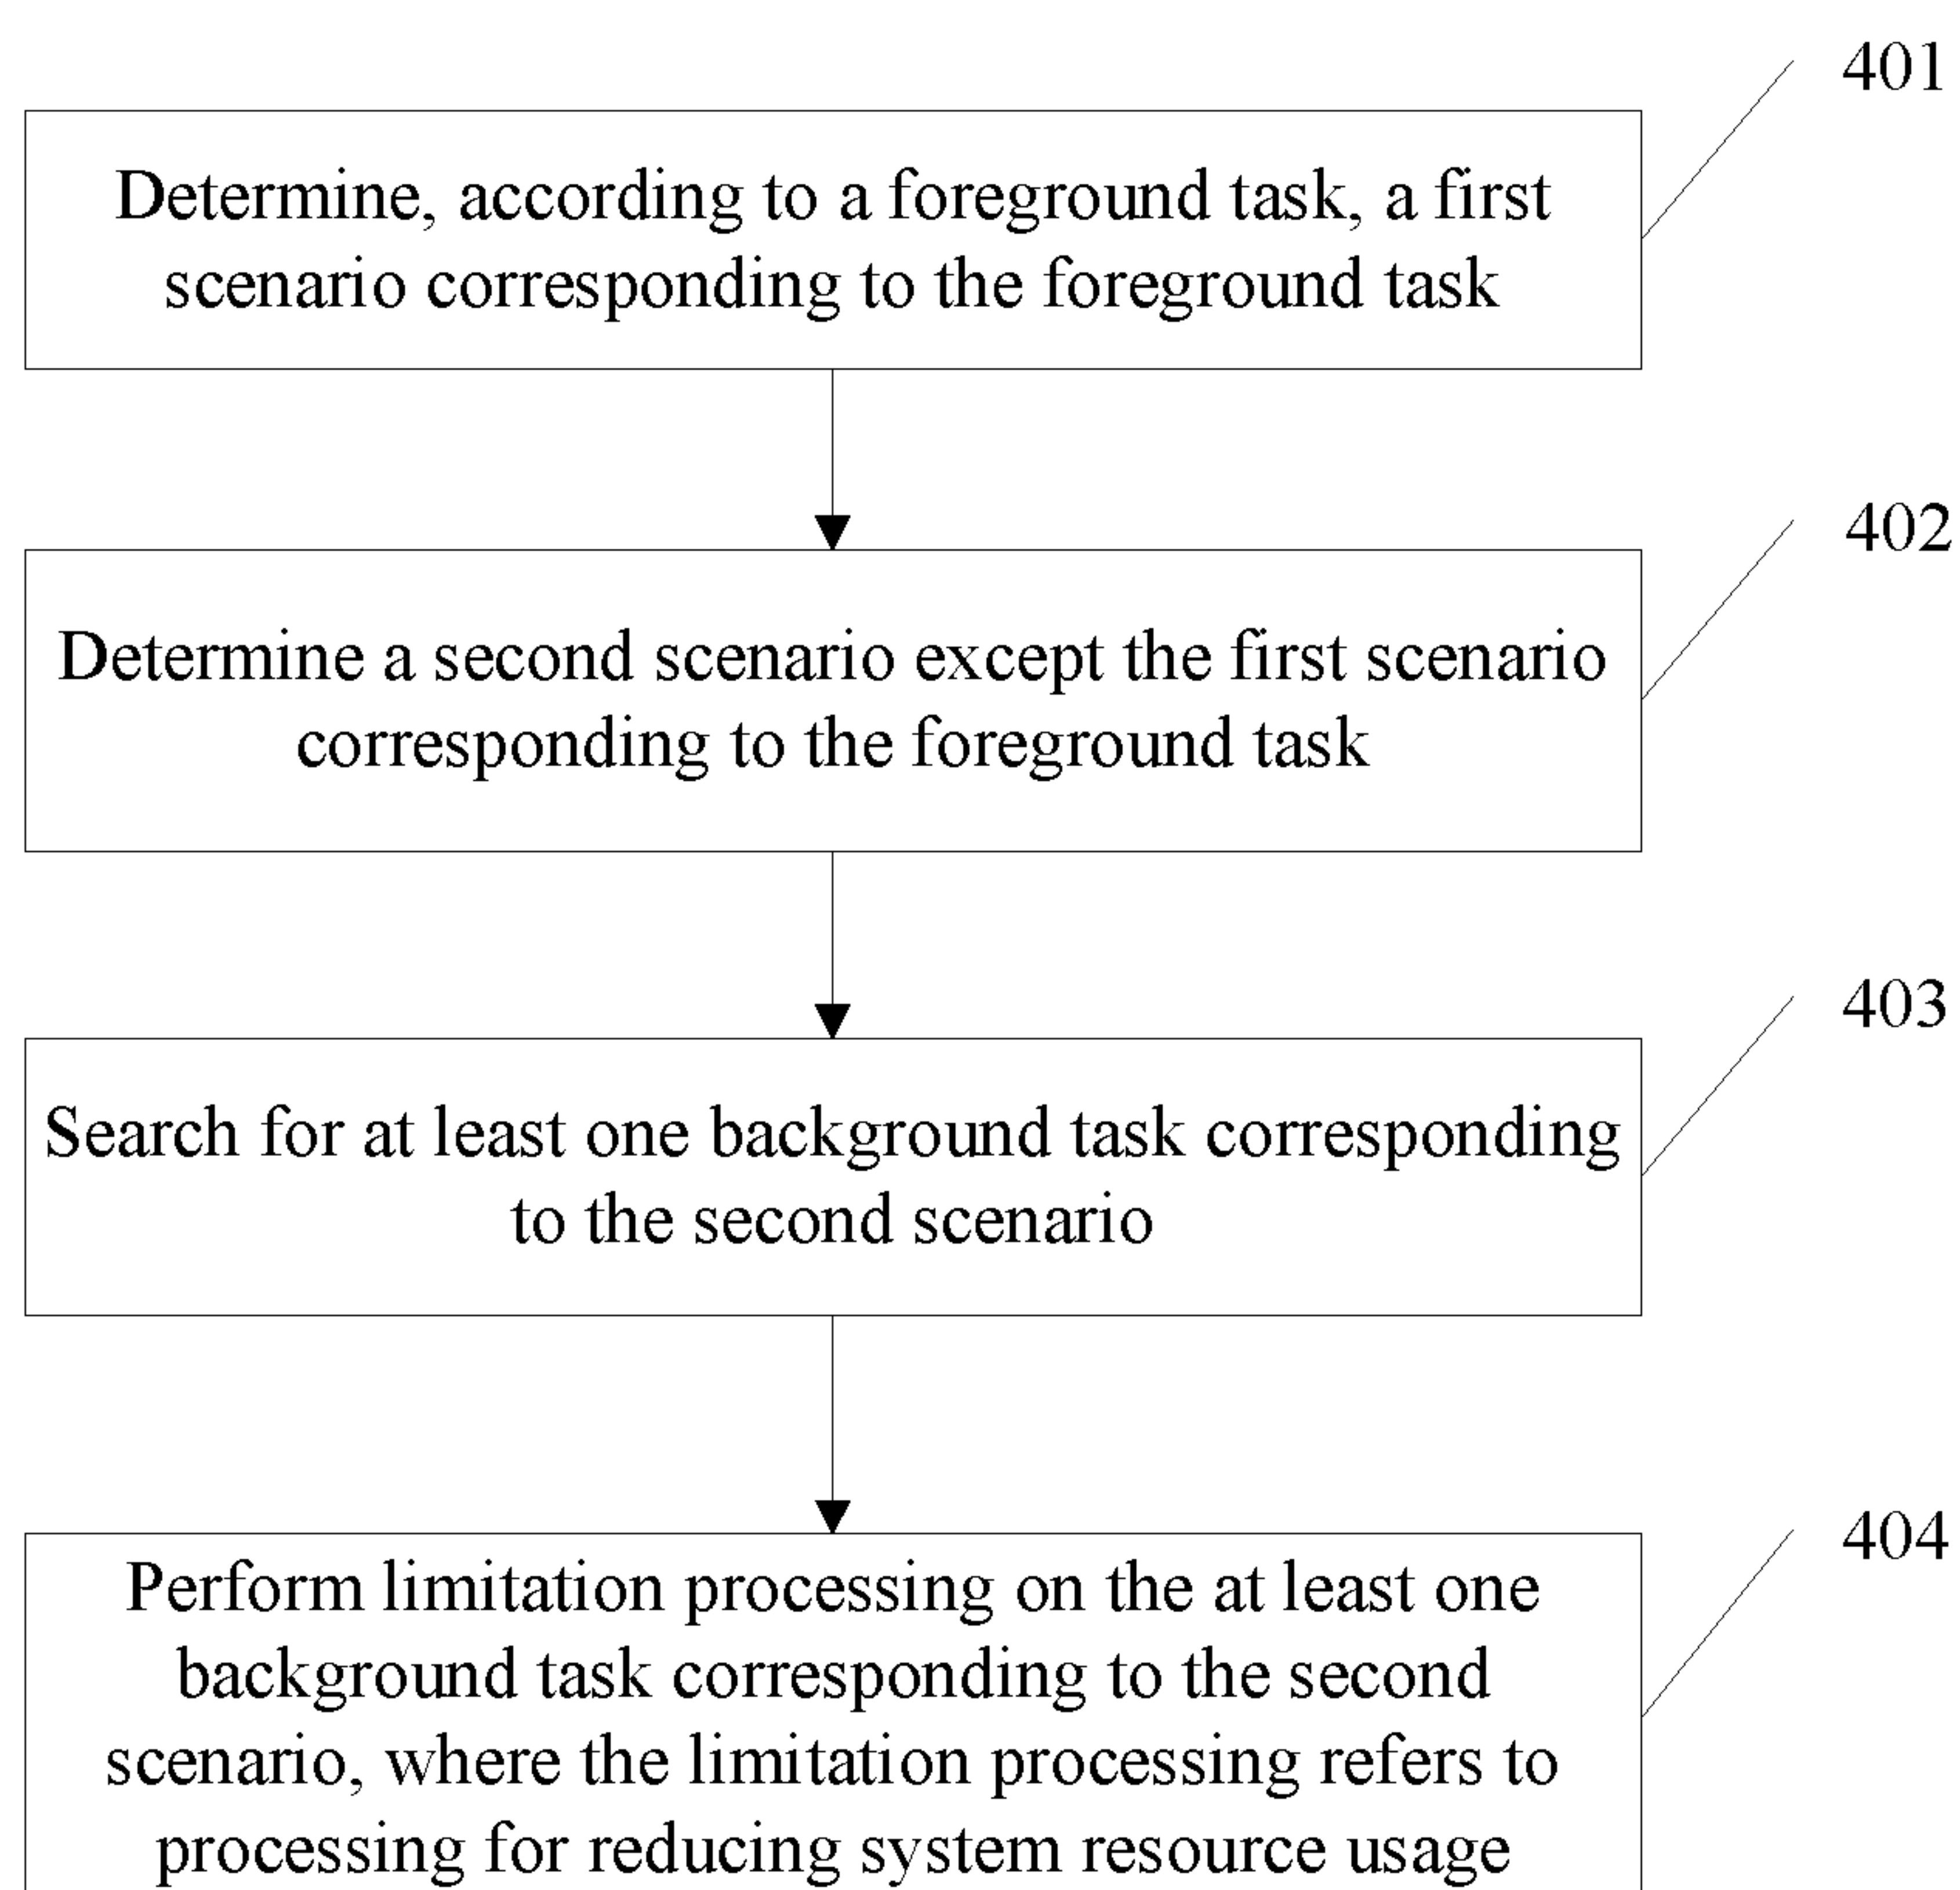 401
Determine, according to a foreground task, a first
scenario corresponding to the foreground task
402
Determine a second scenario except the first scenario
corresponding to the foreground task
403
Search for at least one background task corresponding
to the second scenario
404
Perform limitation processing on the at least one
background task corresponding to the second
scenario, where the limitation processing refers to
processing for reducing system resource usage